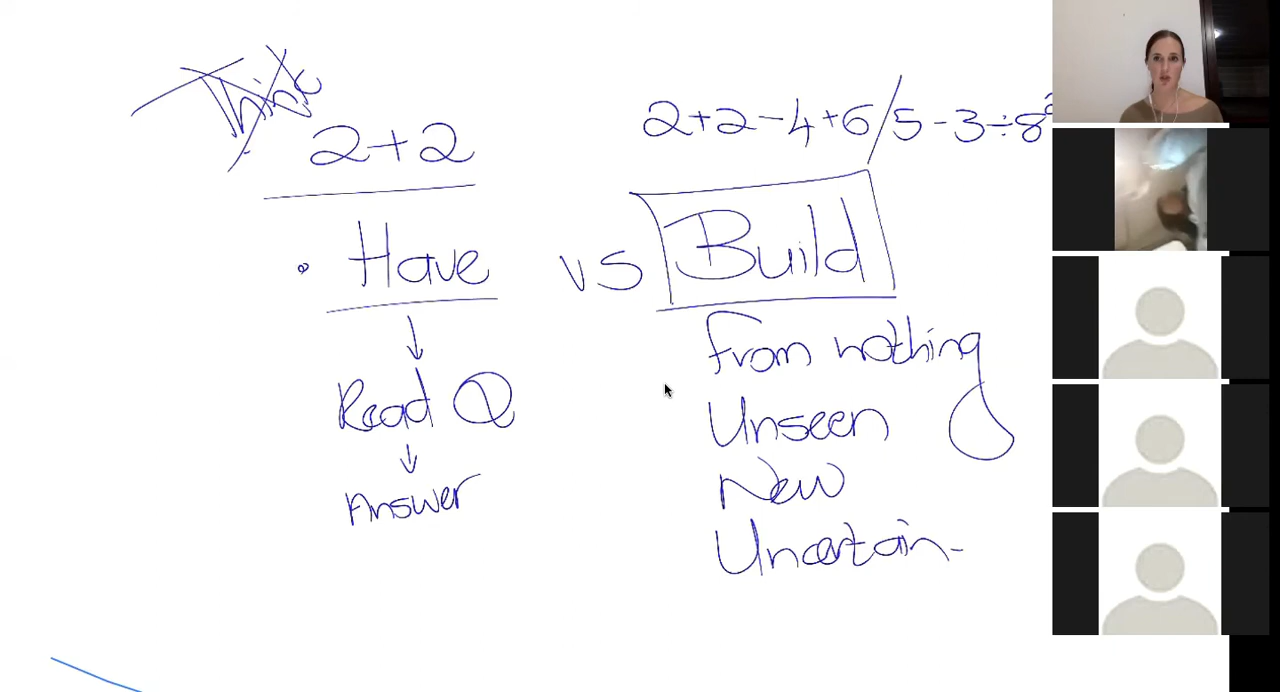 Think
2+2
2+2-4+6/5-3÷8²
• Have vs Build
↓
Read Q
↓
Answer
from nothing
Unseen
New
Uncertain-